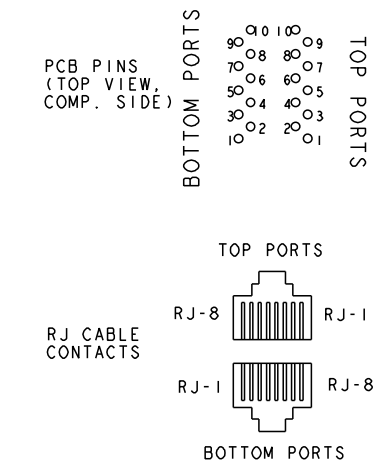 PCB PINS
(TOP VIEW,
COMP. SIDE)
BOTTOM PORTS
10 10
9 9
8 8
7 7
6 6
5 5
4 4
3 3
2 2
1 1
TOP PORTS
TOP PORTS
RJ-8 RJ-1
RJ CABLE
CONTACTS
RJ-1 RJ-8
BOTTOM PORTS